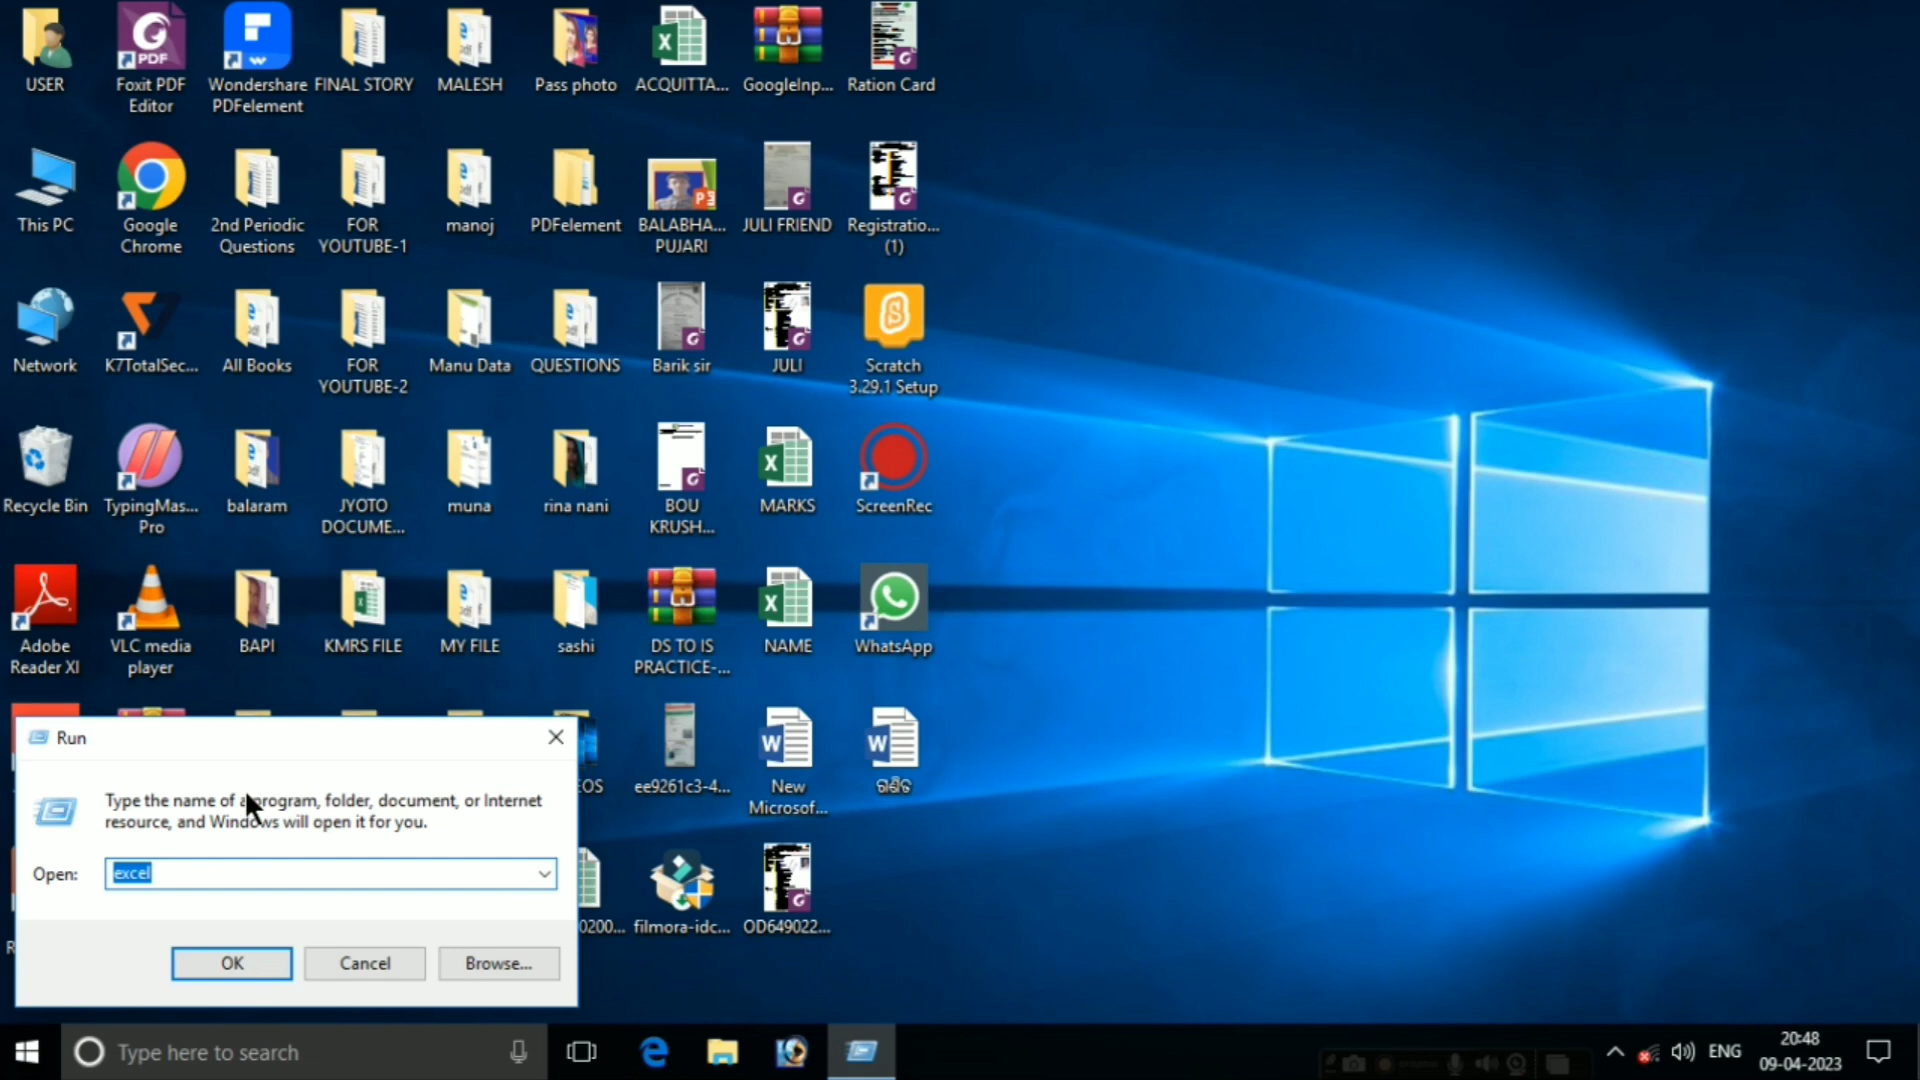 USER
Foxit PDF
Editor
Wondershare
PDFelement
FINAL STORY
MALESH
Pass photo
ACQUITTA...
GoogleInp...
Ration Card
This PC
Google
Chrome
2nd Periodic
Questions
FOR
YOUTUBE-1
manoj
PDFelement
BALABHA...
PUJARI
JULI FRIEND
Registratio...
(1)
Network
K7TotalSec...
All Books
FOR
YOUTUBE-2
Manu Data
QUESTIONS
Barik sir
JULI
Scratch
3.29.1 Setup
Recycle Bin
TypingMas...
Pro
balaram
JYOTO
DOCUME...
muna
rina nani
BOU
KRUSH...
MARKS
ScreenRec
Adobe
Reader XI
VLC media
player
BAPI
KMRS FILE
MY FILE
sashi
DS TO IS
PRACTICE-...
NAME
WhatsApp
EOS
ee9261c3-4...
New
Microsof...
0200...
filmora-idc...
OD649022...
Run
Type the name of a program, folder, document, or Internet
resource, and Windows will open it for you.
Open:
excel
OK
Cancel
Browse...
Type here to search
ENG
20:48
09-04-2023